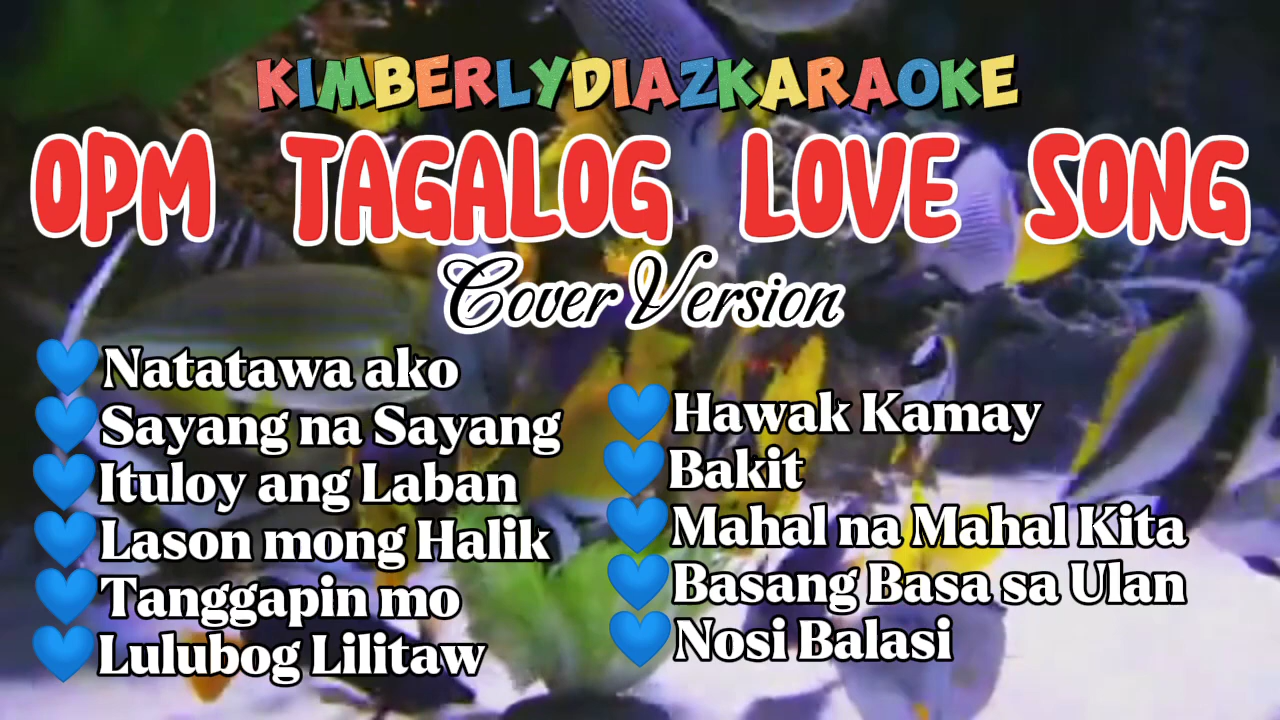 KIMBERLYDIAZKARAOKE
OPM TAGALOG LOVE SONG
Cover Version
Natatawa ako
Sayang na Sayang
Ituloy ang Laban
Lason mong Halik
Tanggapin mo
Lulubog Lilitaw
Hawak Kamay
Bakit
Mahal na Mahal Kita
Basang Basa sa Ulan
Nosi Balasi